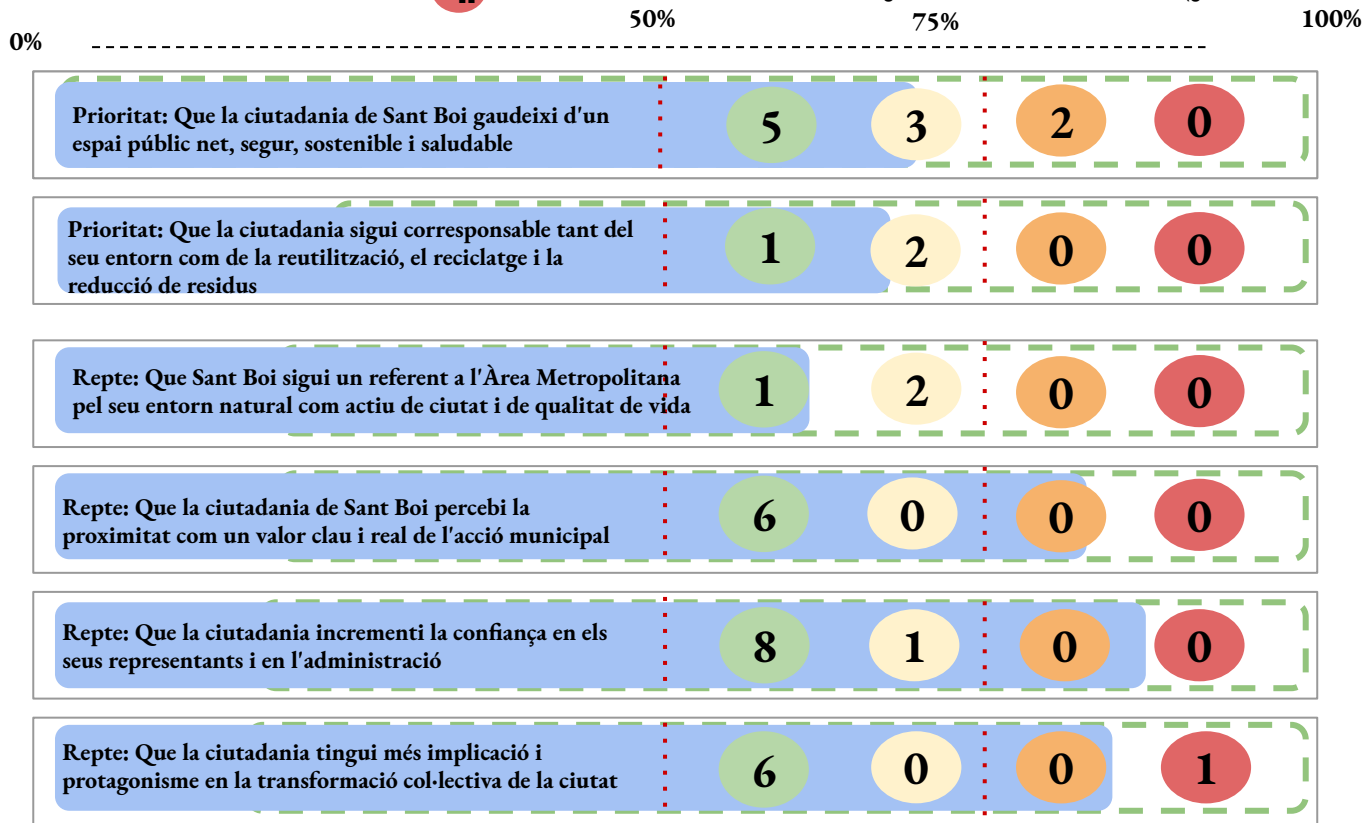 50%
75%
100%
0%
Prioritat: Que la ciutadania de Sant Boi gaudeixi d'un
espai públic net, segur, sostenible i saludable
5 3 2 0
Prioritat: Que la ciutadania sigui corresponsable tant del
seu entorn com de la reutilització, el reciclatge i la
reducció de residus
1 2 0 0
Repte: Que Sant Boi sigui un referent a l'Àrea Metropolitana
pel seu entorn natural com actiu de ciutat i de qualitat de vida
1 2 0 0
Repte: Que la ciutadania de Sant Boi percebi la
proximitat com un valor clau i real de l'acció municipal
6 0 0 0
Repte: Que la ciutadania incrementi la confiança en els
seus representants i en l'administració
8 1 0 0
Repte: Que la ciutadania tingui més implicació i
protagonisme en la transformació col·lectiva de la ciutat
6 0 0 1